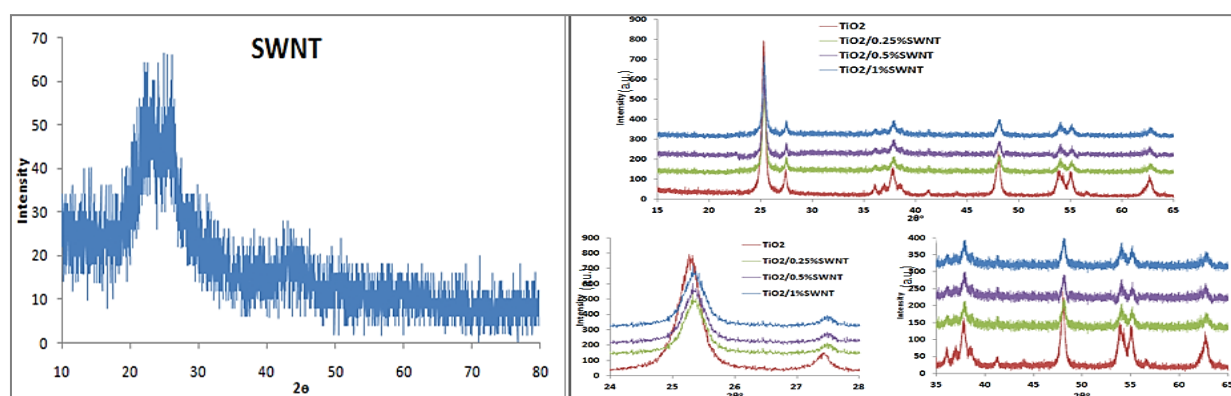 SWNT
Intensity
70
60
50
40
30
20
10
0
10 20 30 40 50 60 70 80
2ɵ
TiO2
TiO2/0.25%SWNT
TiO2/0.5%SWNT
TiO2/1%SWNT
Intensity (a.u.)
900
800
700
600
500
400
300
200
100
0
15 20 25 30 35 40 45 50 55 60 65
2θ°
TiO2
TiO2/0.25%SWNT
TiO2/0.5%SWNT
TiO2/1%SWNT
Intensity (a.u.)
900
800
700
600
500
400
300
200
100
0
24 25 26 27 28
Intensity (a.u.)
400
350
300
250
200
150
100
50
0
35 40 45 50 55 60 65